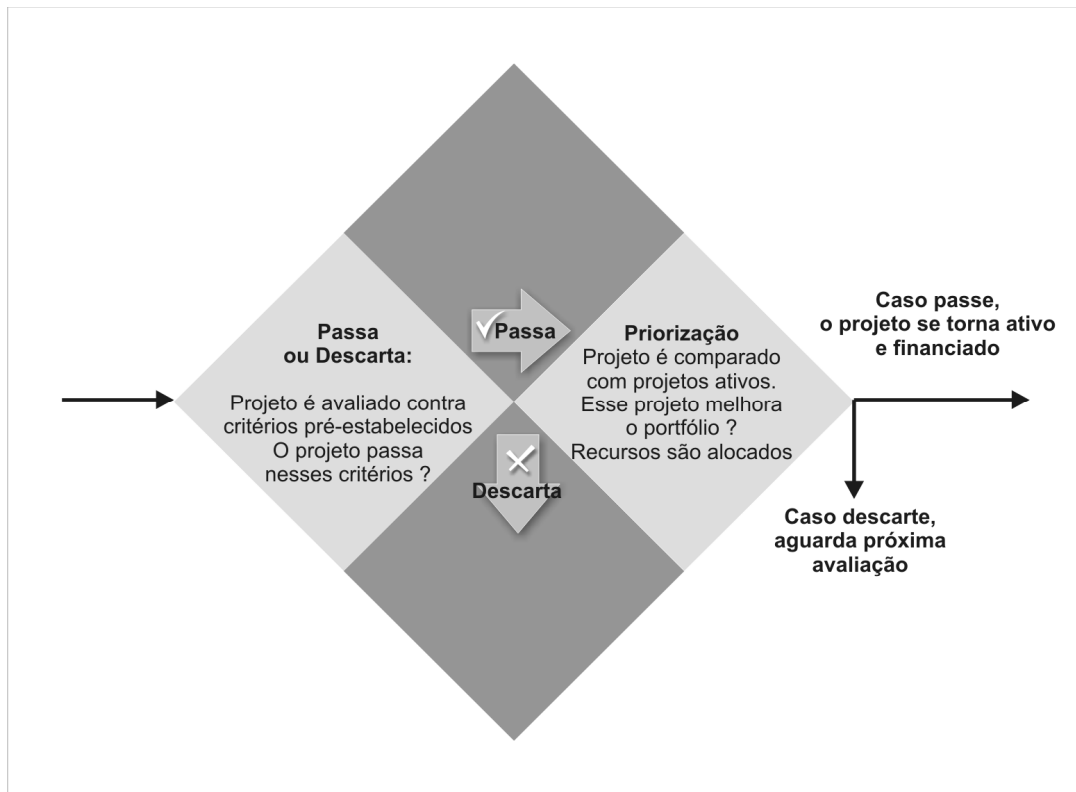 Passa
ou Descarta:
Projeto é avaliado contra
critérios pré-estabelecidos
O projeto passa
nesses critérios ?
Passa
Descarta
Priorização
Projeto é comparado
com projetos ativos.
Esse projeto melhora
o portfólio ?
Recursos são alocados
Caso passe,
o projeto se torna ativo
e financiado
Caso descarte,
aguarda próxima
avaliação